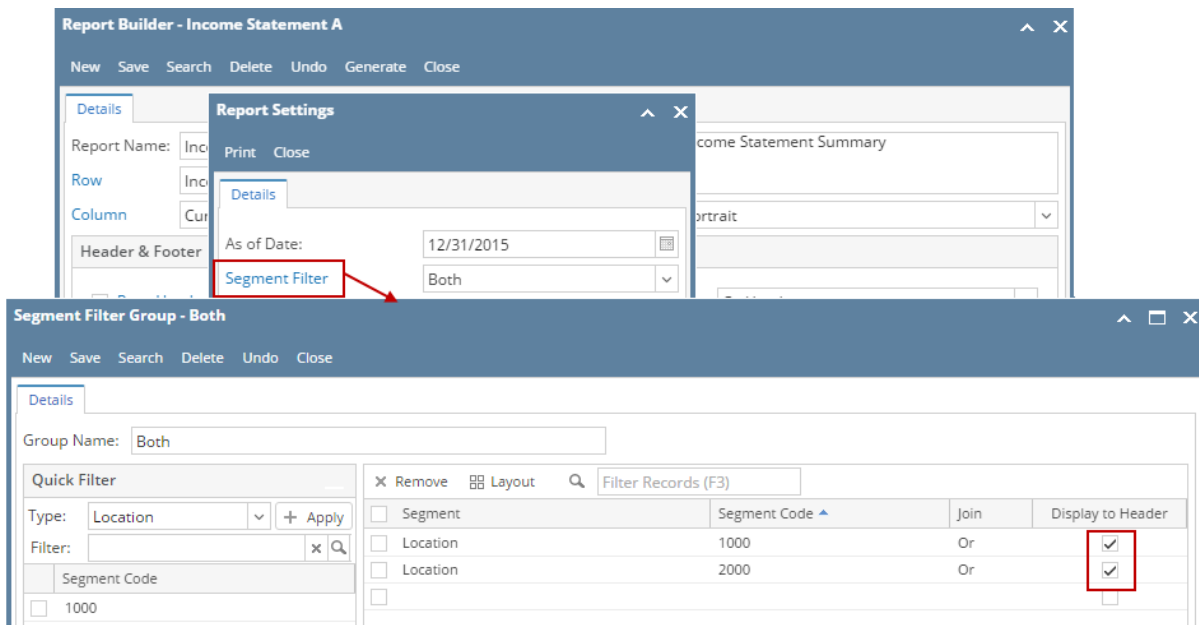 Report Builder - Income Statement A
New Save Search Delete Undo Generate Close
Details
Report Settings
Report Name: Inc
come Statement Summary
Print Close
Row Inc
Details
Column Cur
ortrait
Header & Footer
As of Date: 12/31/2015
Segment Filter Both
Segment Filter Group - Both
New Save Search Delete Undo Close
Details
Group Name: Both
Quick Filter
Remove Layout Filter Records (F3)
Type: Location + Apply
Segment Segment Code Join Display to Header
Filter:
Location 1000 Or
Segment Code
Location 2000 Or
1000